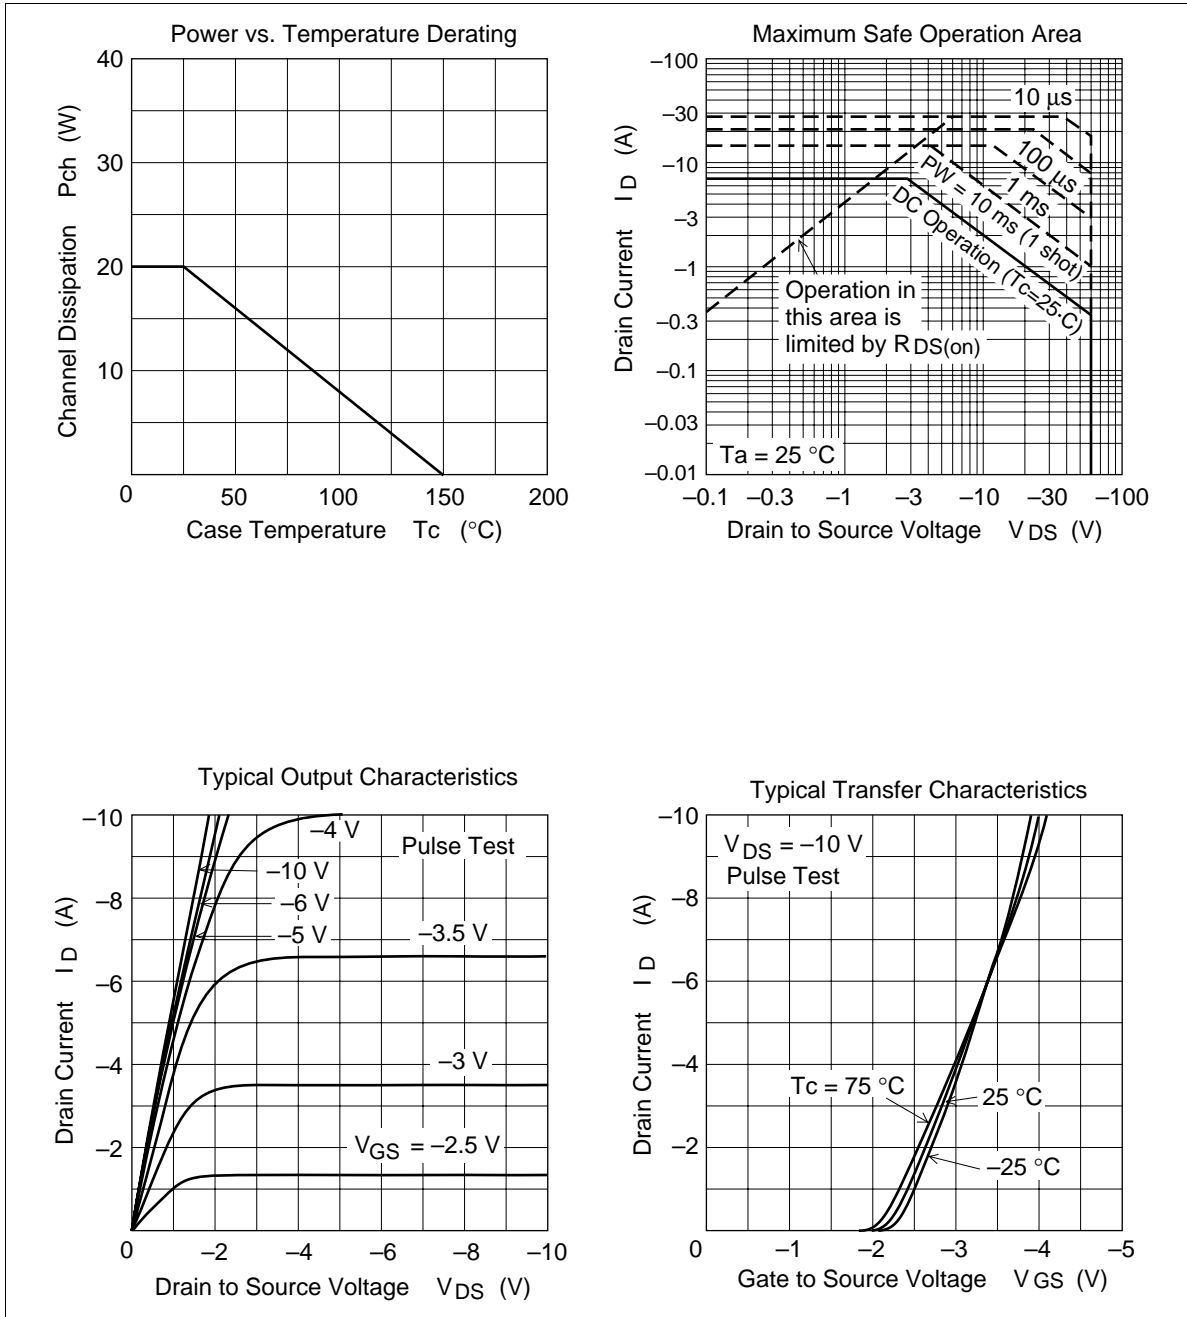 Power vs. Temperature Derating
40
30
20
10
0
50
100
150
200
Channel Dissipation Pch (W)
Case Temperature Tc (°C)
Maximum Safe Operation Area
–100
–30
–10
–3
–1
–0.3
–0.1
–0.03
–0.01
–0.1
–0.3
–1
–3
–10
–30
–100
Drain Current I D (A)
Drain to Source Voltage V DS (V)
10 µs
100 µs
1 ms
PW = 10 ms (1 shot)
DC Operation (Tc=25·C)
Operation in
this area is
limited by R DS(on)
Ta = 25 °C
Typical Output Characteristics
–10
–8
–6
–4
–2
0
–2
–4
–6
–8
–10
Drain Current I D (A)
Drain to Source Voltage V DS (V)
–4 V
Pulse Test
–10 V
–6 V
–5 V
–3.5 V
–3 V
V GS = –2.5 V
Typical Transfer Characteristics
–10
–8
–6
–4
–2
0
–1
–2
–3
–4
–5
Drain Current I D (A)
Gate to Source Voltage V GS (V)
V DS = –10 V
Pulse Test
Tc = 75 °C
25 °C
–25 °C